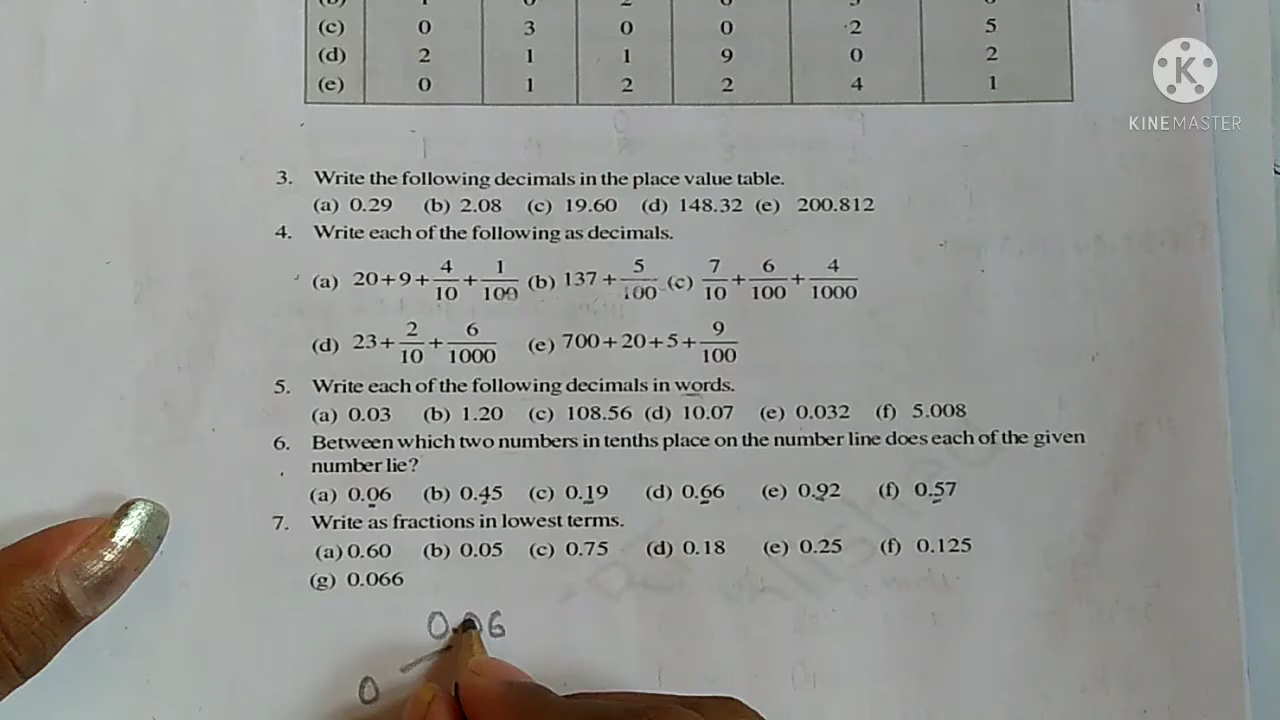 (c) 0 3 0 0 2 5
(d) 2 1 1 9 0 2
(e) 0 1 2 2 4 1
KINEMASTER
3. Write the following decimals in the place value table.
(a) 0.29 (b) 2.08 (c) 19.60 (d) 148.32 (e) 200.812
4. Write each of the following as decimals.
(a) 20+9+4/10+1/100 (b) 137+5/100 (c) 7/10+6/100+4/1000
(d) 23+2/10+6/1000 (e) 700+20+5+9/100
5. Write each of the following decimals in words.
(a) 0.03 (b) 1.20 (c) 108.56 (d) 10.07 (e) 0.032 (f) 5.008
6. Between which two numbers in tenths place on the number line does each of the given
number lie?
(a) 0.06 (b) 0.45 (c) 0.19 (d) 0.66 (e) 0.92 (f) 0.57
7. Write as fractions in lowest terms.
(a) 0.60 (b) 0.05 (c) 0.75 (d) 0.18 (e) 0.25 (f) 0.125
(g) 0.066
0.06
0